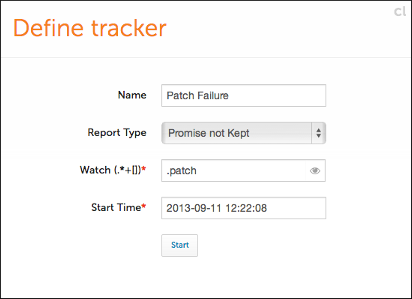 cl
Define tracker
Name Patch Failure
Report Type Promise not Kept
Watch (.*+[])* .patch
Start Time* 2013-09-11 12:22:08
Start